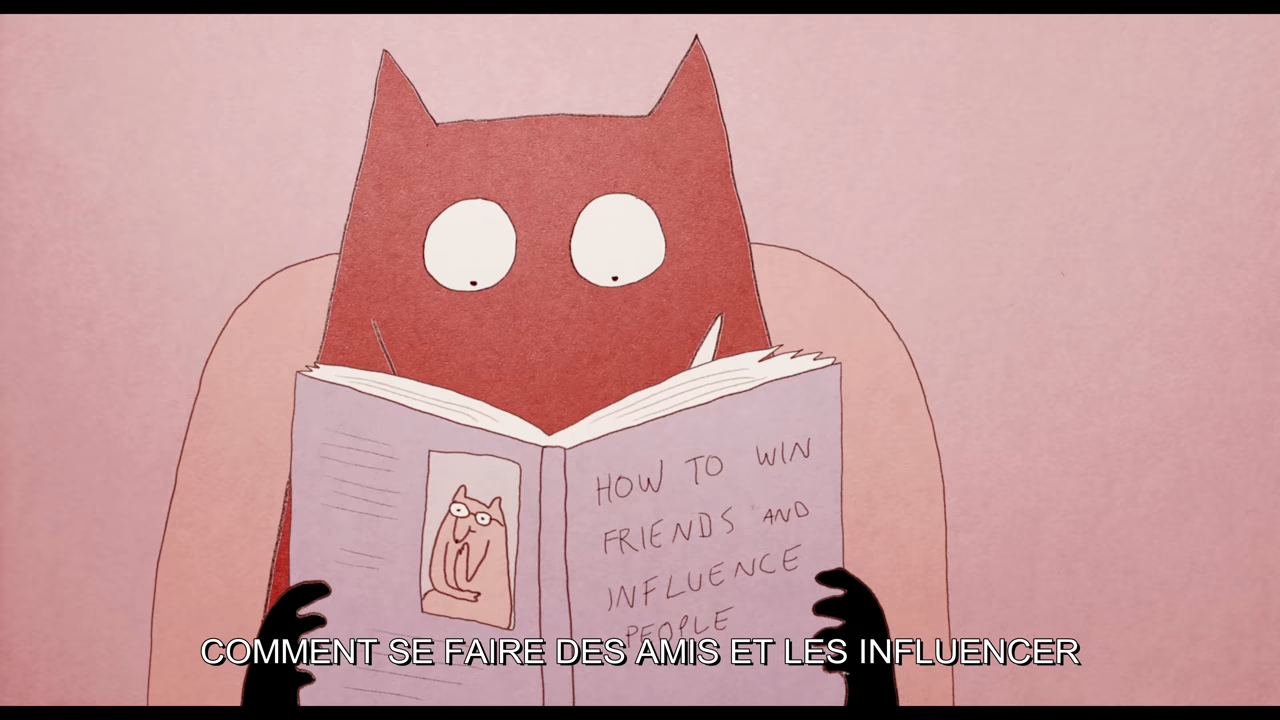 HOW TO WIN
FRIENDS AND
INFLUENCE
PEOPLE
COMMENT SE FAIRE DES AMIS ET LES INFLUENCER